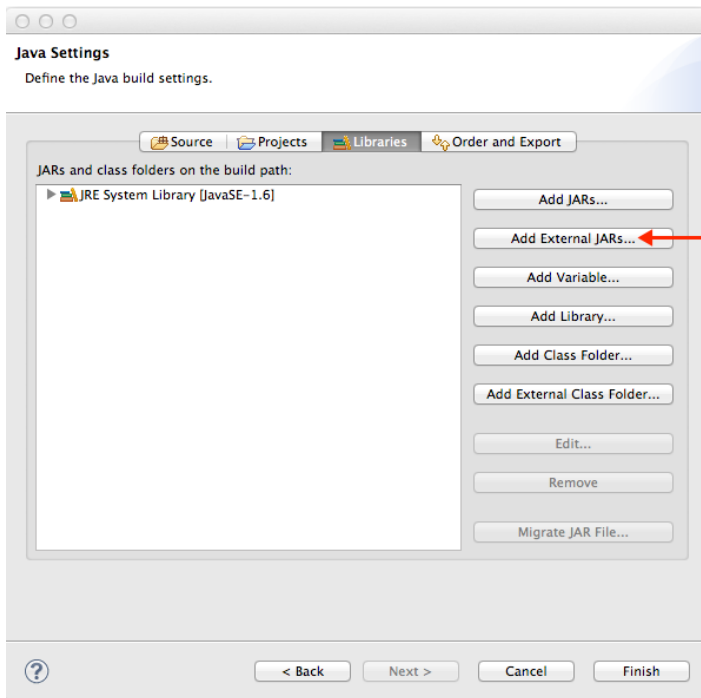 Java Settings
Define the Java build settings.
Source Projects Libraries Order and Export
JARs and class folders on the build path:
JRE System Library [JavaSE-1.6]
Add JARs...
Add External JARs...
Add Variable...
Add Library...
Add Class Folder...
Add External Class Folder...
Edit...
Remove
Migrate JAR File...
? < Back Next > Cancel Finish